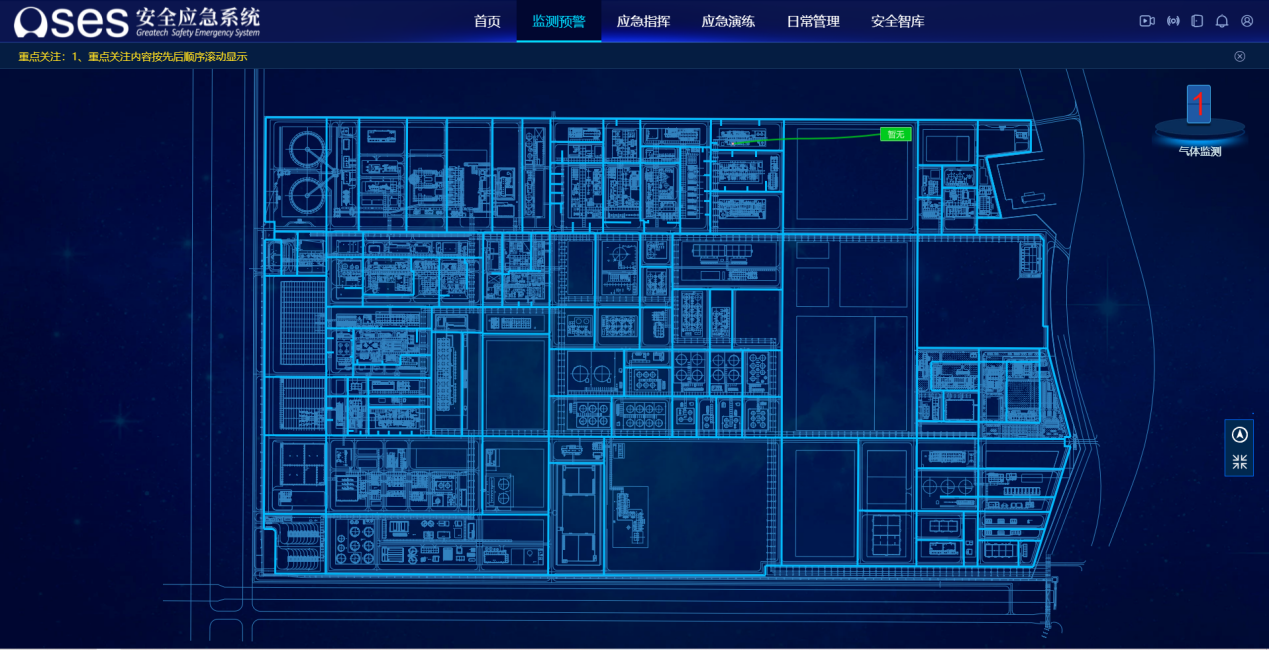 OSES 安全应急系统
Greatech Safety Emergency System
首页 监测预警 应急指挥 应急演练 日常管理 安全智库
重点关注：1、重点关注内容按先后顺序滚动显示
1
气体监测
暂无